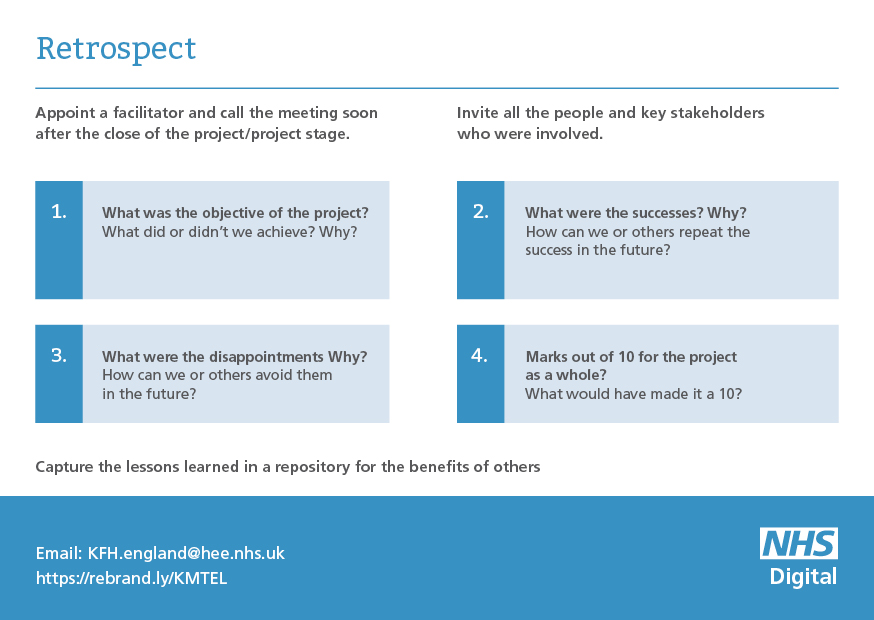 Retrospect
Appoint a facilitator and call the meeting soon
after the close of the project/project stage.
Invite all the people and key stakeholders
who were involved.
1.
What was the objective of the project?
What did or didn’t we achieve? Why?
2.
What were the successes? Why?
How can we or others repeat the
success in the future?
3.
What were the disappointments Why?
How can we or others avoid them
in the future?
4.
Marks out of 10 for the project
as a whole?
What would have made it a 10?
Capture the lessons learned in a repository for the benefits of others
Email: KFH.england@hee.nhs.uk
https://rebrand.ly/KMTEL
NHS
Digital